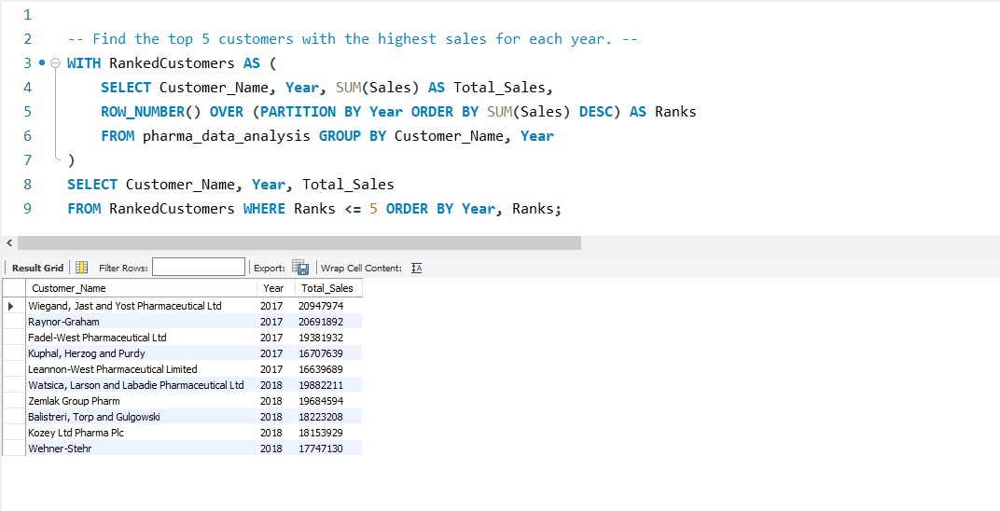 1
2 -- Find the top 5 customers with the highest sales for each year. --
3 WITH RankedCustomers AS (
4 SELECT Customer_Name, Year, SUM(Sales) AS Total_Sales,
5 ROW_NUMBER() OVER (PARTITION BY Year ORDER BY SUM(Sales) DESC) AS Ranks
6 FROM pharma_data_analysis GROUP BY Customer_Name, Year
7 )
8 SELECT Customer_Name, Year, Total_Sales
9 FROM RankedCustomers WHERE Ranks <= 5 ORDER BY Year, Ranks;
Result Grid Filter Rows: Export: Wrap Cell Content: IA
Customer_Name Year Total_Sales
Wiegand, Jast and Yost Pharmaceutical Ltd 2017 20947974
Raynor-Graham 2017 20691892
Fadel-West Pharmaceutical Ltd 2017 19381932
Kuphal, Herzog and Purdy 2017 16707639
Leannon-West Pharmaceutical Limited 2017 16639689
Watsica, Larson and Labadie Pharmaceutical Ltd 2018 19882211
Zemlak Group Pharm 2018 19684594
Balistreri, Torp and Gulgowski 2018 18223208
Kozey Ltd Pharma Plc 2018 18153929
Wehner-Stehr 2018 17747130